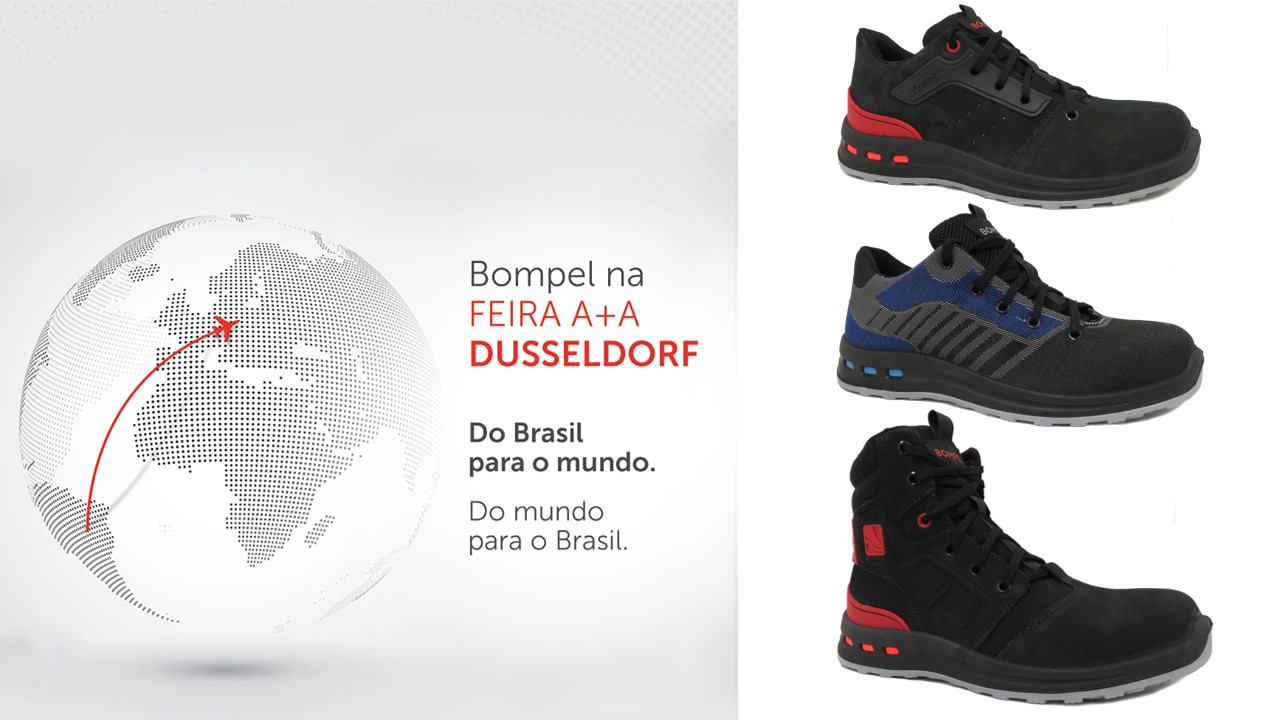 Bompel na
FEIRA A+A
DUSSELDORF
Do Brasil
para o mundo.
Do mundo
para o Brasil.